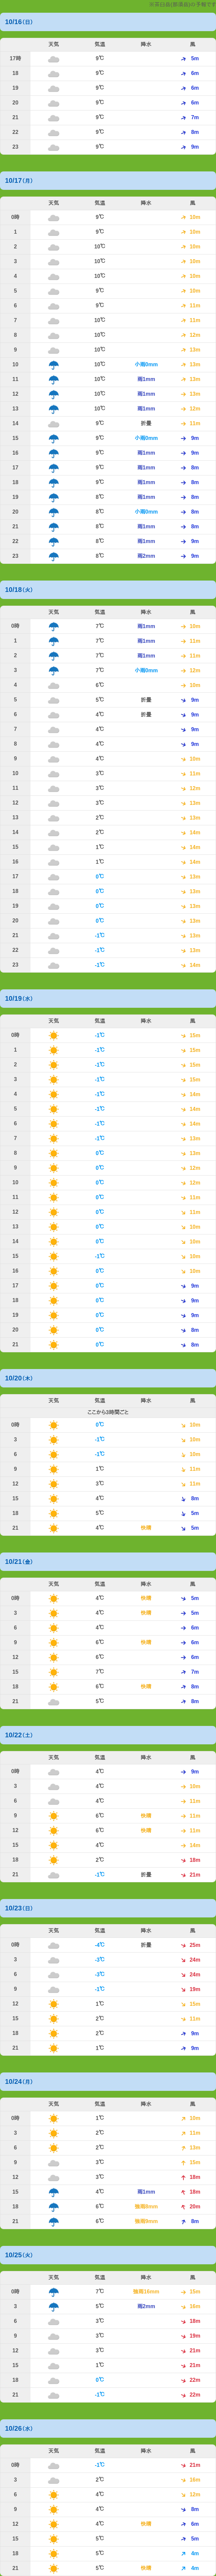 10/16(日)
天気 気温 降水 風
17時 9℃ 5m
18 9℃ 6m
19 9℃ 6m
20 9℃ 6m
21 9℃ 7m
22 9℃ 8m
23 9℃ 9m
10/17(月)
天気 気温 降水 風
0時 9℃ 10m
1 9℃ 10m
2 10℃ 10m
3 10℃ 10m
4 10℃ 10m
5 9℃ 10m
6 9℃ 11m
7 10℃ 11m
8 10℃ 12m
9 10℃ 13m
10 10℃ 小雨0mm 13m
11 10℃ 雨1mm 13m
12 10℃ 雨1mm 13m
13 10℃ 雨1mm 12m
14 9℃ 折畳 11m
15 9℃ 小雨0mm 9m
16 9℃ 雨1mm 9m
17 9℃ 雨1mm 8m
18 9℃ 雨1mm 8m
19 9℃ 雨1mm 8m
20 8℃ 小雨0mm 8m
21 8℃ 雨1mm 8m
22 8℃ 雨1mm 9m
23 8℃ 雨2mm 9m
10/18(火)
天気 気温 降水 風
0時 7℃ 雨1mm 10m
1 7℃ 雨1mm 11m
2 7℃ 雨1mm 11m
3 7℃ 小雨0mm 12m
4 6℃ 10m
5 5℃ 折畳 9m
6 4℃ 折畳 9m
7 4℃ 9m
8 4℃ 9m
9 4℃ 10m
10 3℃ 11m
11 3℃ 12m
12 3℃ 13m
13 2℃ 13m
14 2℃ 14m
15 1℃ 14m
16 1℃ 14m
17 0℃ 13m
18 0℃ 13m
19 0℃ 13m
20 0℃ 13m
21 -1℃ 13m
22 -1℃ 13m
23 -1℃ 14m
10/19(水)
天気 気温 降水 風
0時 -1℃ 15m
1 -1℃ 15m
2 -1℃ 15m
3 -1℃ 15m
4 -1℃ 14m
5 -1℃ 14m
6 -1℃ 14m
7 -1℃ 13m
8 0℃ 13m
9 0℃ 12m
10 0℃ 12m
11 0℃ 11m
12 0℃ 11m
13 0℃ 10m
14 0℃ 10m
15 -1℃ 10m
16 0℃ 10m
17 0℃ 9m
18 0℃ 9m
19 0℃ 9m
20 0℃ 8m
21 0℃ 8m
10/20(木)
天気 気温 降水 風
ここから3時間ごと
0時 0℃ 10m
3 -1℃ 10m
6 -1℃ 10m
9 1℃ 11m
12 3℃ 11m
15 4℃ 8m
18 5℃ 5m
21 4℃ 快晴 5m
10/21(金)
天気 気温 降水 風
0時 4℃ 快晴 5m
3 4℃ 快晴 5m
6 4℃ 6m
9 6℃ 快晴 6m
12 6℃ 6m
15 7℃ 7m
18 6℃ 快晴 8m
21 5℃ 8m
10/22(土)
天気 気温 降水 風
0時 4℃ 9m
3 4℃ 10m
6 4℃ 11m
9 6℃ 快晴 11m
12 6℃ 快晴 11m
15 4℃ 14m
18 2℃ 18m
21 -1℃ 折畳 21m
10/23(日)
天気 気温 降水 風
0時 -4℃ 折畳 25m
3 -3℃ 24m
6 -3℃ 24m
9 -1℃ 19m
12 1℃ 15m
15 2℃ 11m
18 2℃ 9m
21 1℃ 9m
10/24(月)
天気 気温 降水 風
0時 1℃ 10m
3 2℃ 11m
6 2℃ 13m
9 3℃ 15m
12 3℃ 18m
15 4℃ 雨1mm 18m
18 6℃ 強雨8mm 20m
21 6℃ 強雨8mm 8m
10/25(火)
天気 気温 降水 風
0時 7℃ 強雨16mm 15m
3 5℃ 雨2mm 16m
6 3℃ 18m
9 3℃ 19m
12 3℃ 21m
15 1℃ 21m
18 0℃ 22m
21 -1℃ 22m
10/26(水)
天気 気温 降水 風
0時 -1℃ 21m
3 2℃ 16m
6 4℃ 12m
9 4℃ 8m
12 4℃ 快晴 6m
15 5℃ 5m
18 5℃ 4m
21 5℃ 快晴 4m